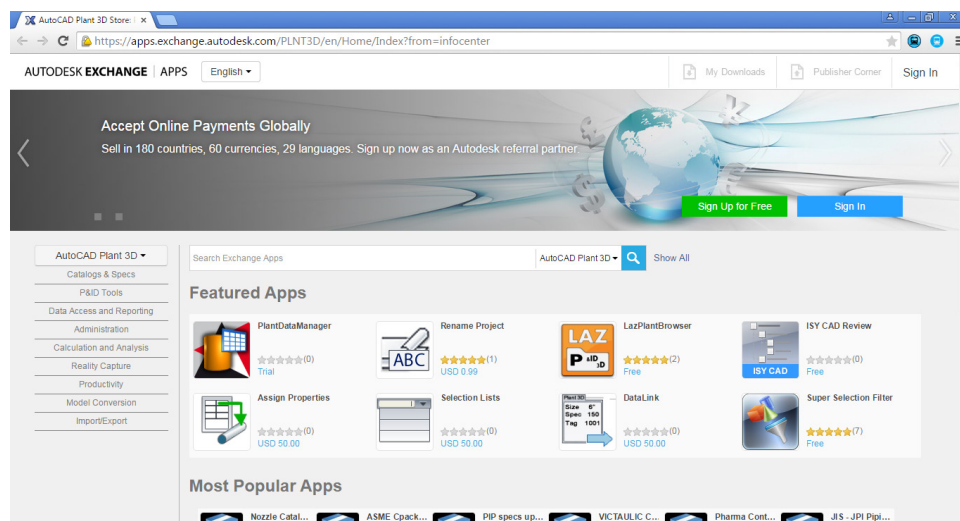 AutoCAD Plant 3D Store:
https://apps.exchange.autodesk.com/PLNT3D/en/Home/Index?from=infocenter
AUTODESK EXCHANGE | APPS
English
My Downloads
Publisher Corner
Sign In
Accept Online Payments Globally
Sell in 180 countries, 60 currencies, 29 languages. Sign up now as an Autodesk referral partner.
Sign Up for Free
Sign In
AutoCAD Plant 3D
Catalogs & Specs
P&ID Tools
Data Access and Reporting
Administration
Calculation and Analysis
Reality Capture
Productivity
Model Conversion
Import/Export
Search Exchange Apps
AutoCAD Plant 3D
Show All
Featured Apps
PlantDataManager
(0)
Trial
ABC
Rename Project
(1)
USD 0.99
LAZ
P&ID
3D
LazPlantBrowser
(2)
Free
ISY CAD
ISY CAD Review
(0)
Free
Assign Properties
(0)
USD 50.00
Selection Lists
(0)
USD 50.00
Plant 3D
Size 6"
Spec 150
Tag 1001
DataLink
(0)
USD 50.00
Super Selection Filter
(7)
Free
Most Popular Apps
Nozzle Catal...
ASME Cpack...
PIP specs up...
VICTAULIC C...
Pharma Cont...
JIS - JPI Pipi...